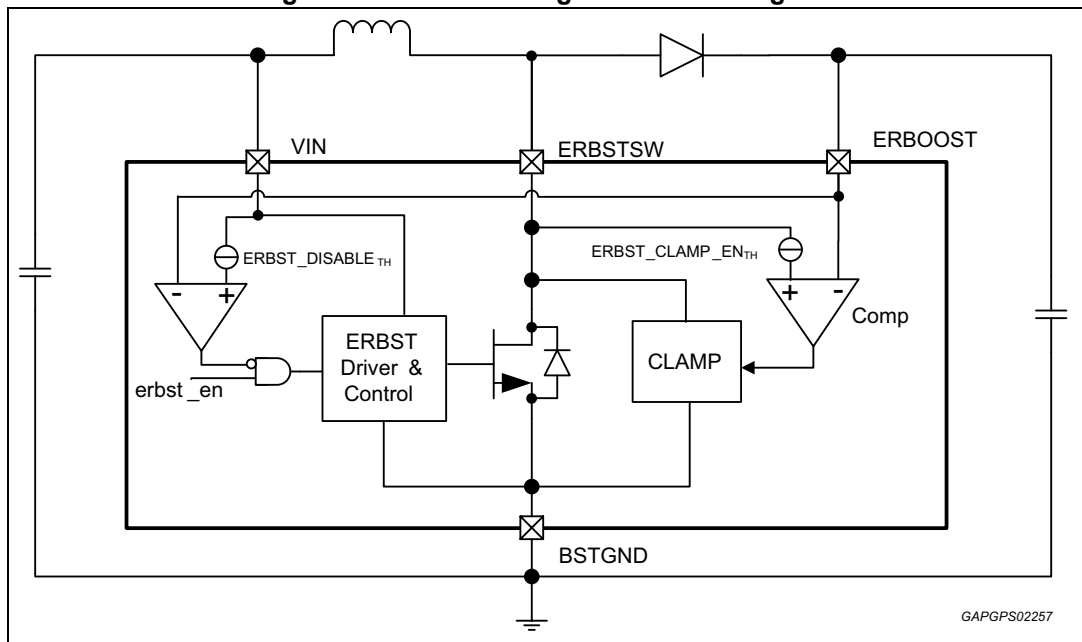 VIN
ERBSTSW
ERBOOST
ERBST_DISABLE TH
ERBST_CLAMP_EN TH
- +
+ -
Comp
ERBST
Driver &
Control
CLAMP
erbst _en
BSTGND
GAPGPS02257